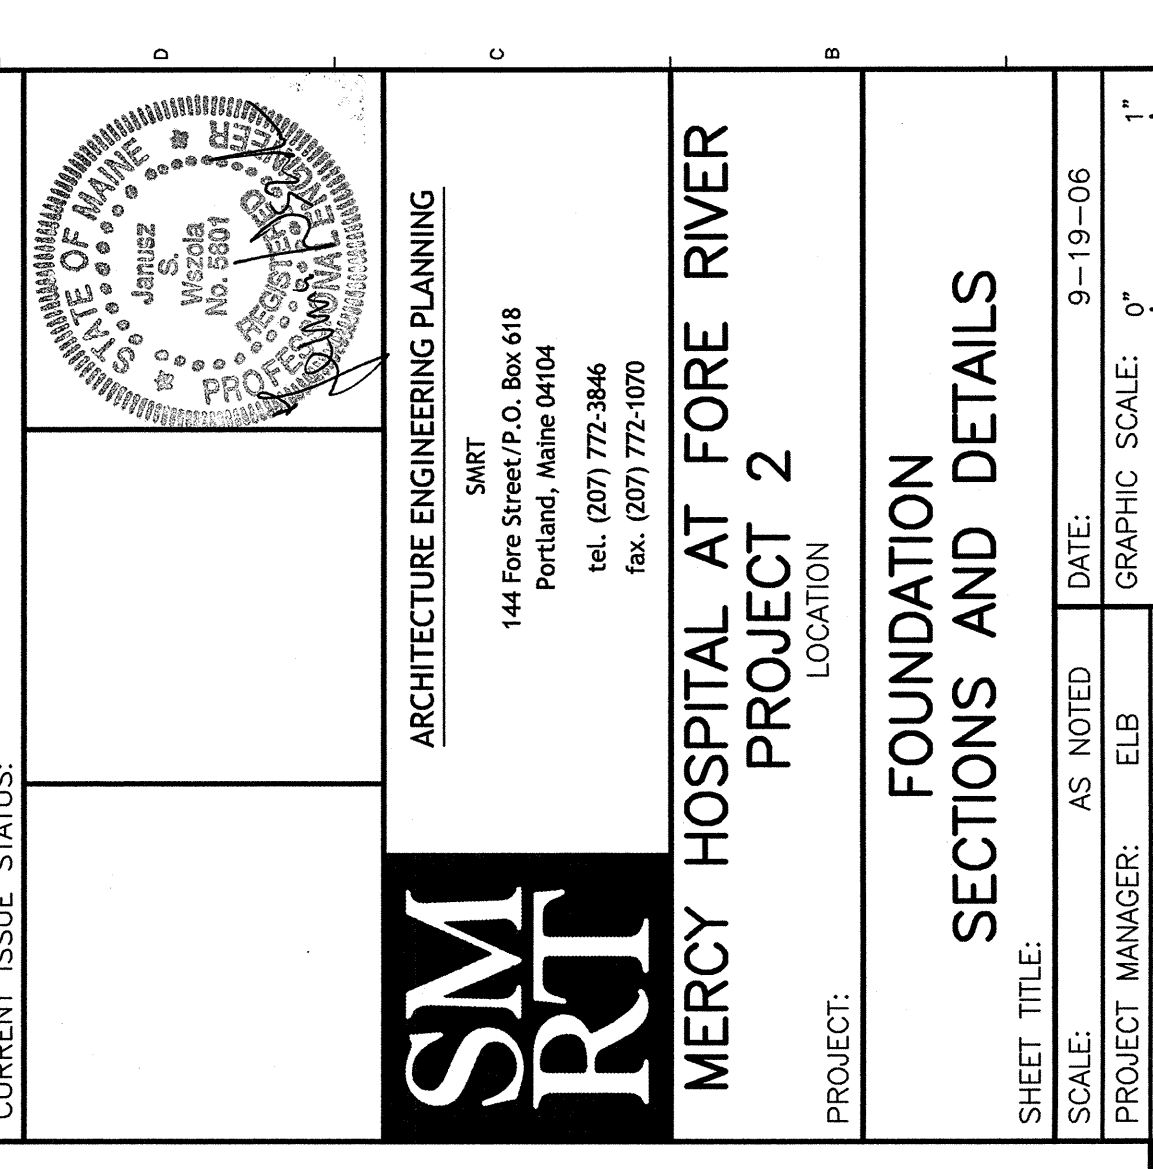 CURRENT ISSUE STATUS:
STATE OF MAINE
Janusz
S.
Wszola
No. 5801
REGISTERED
PROFESSIONAL ENGINEER
SM
RT
ARCHITECTURE ENGINEERING PLANNING
SMRT
144 Fore Street/P.O. Box 618
Portland, Maine 04104
tel. (207) 772-3846
fax. (207) 772-1070
MERCY HOSPITAL AT FORE RIVER
PROJECT 2
LOCATION
PROJECT:
FOUNDATION
SECTIONS AND DETAILS
SHEET TITLE:
SCALE: AS NOTED DATE: 9-19-06
PROJECT MANAGER: ELB GRAPHIC SCALE: 0" 1"
D
C
B